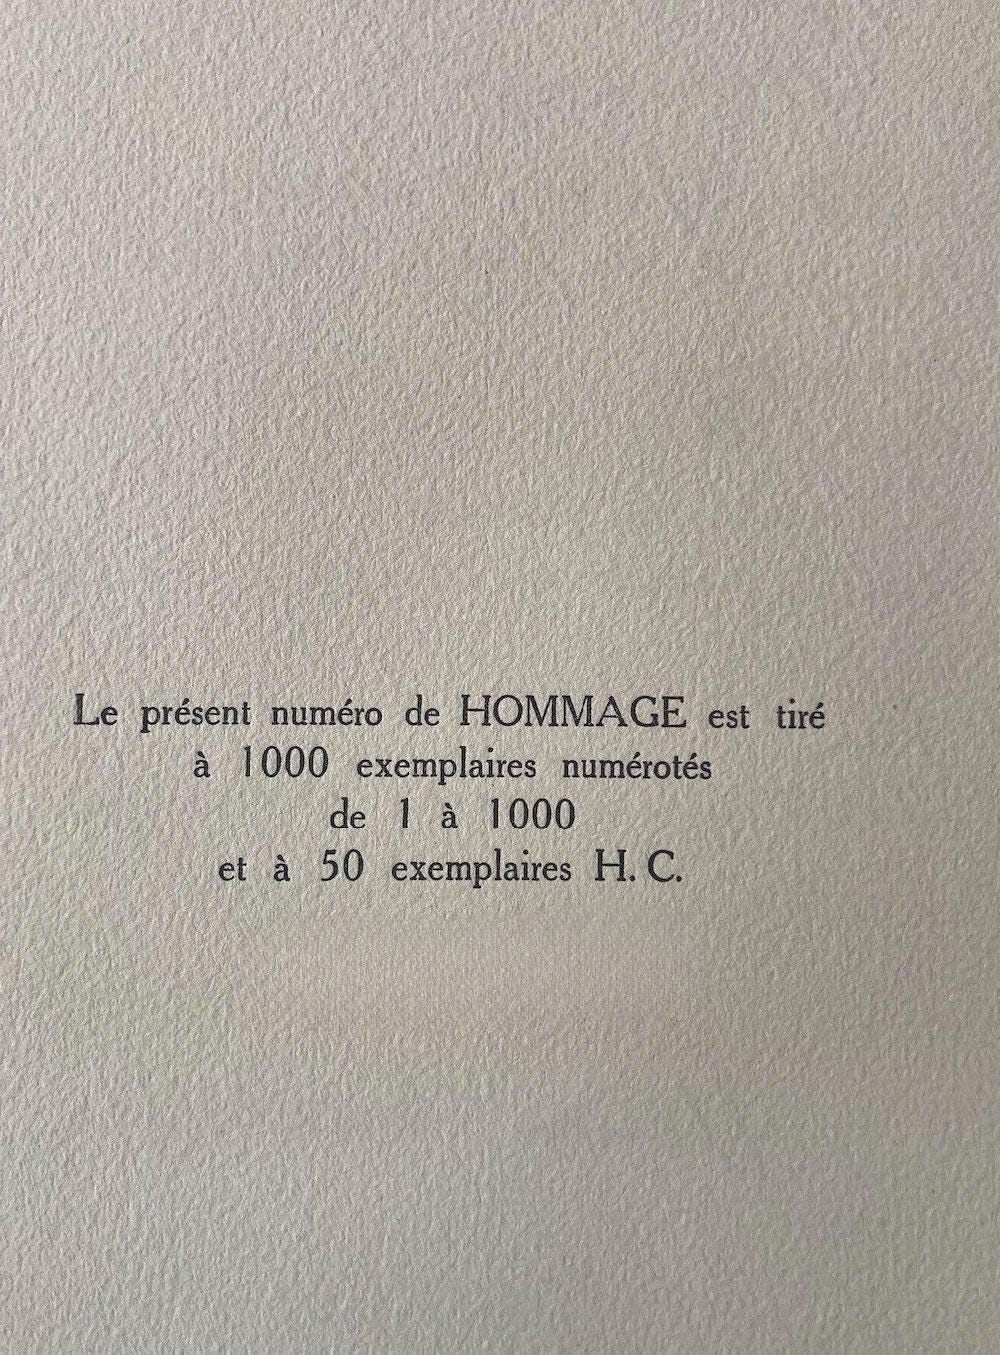 Le présent numéro de HOMMAGE est tiré
à 1000 exemplaires numérotés
de 1 à 1000
et à 50 exemplaires H. C.